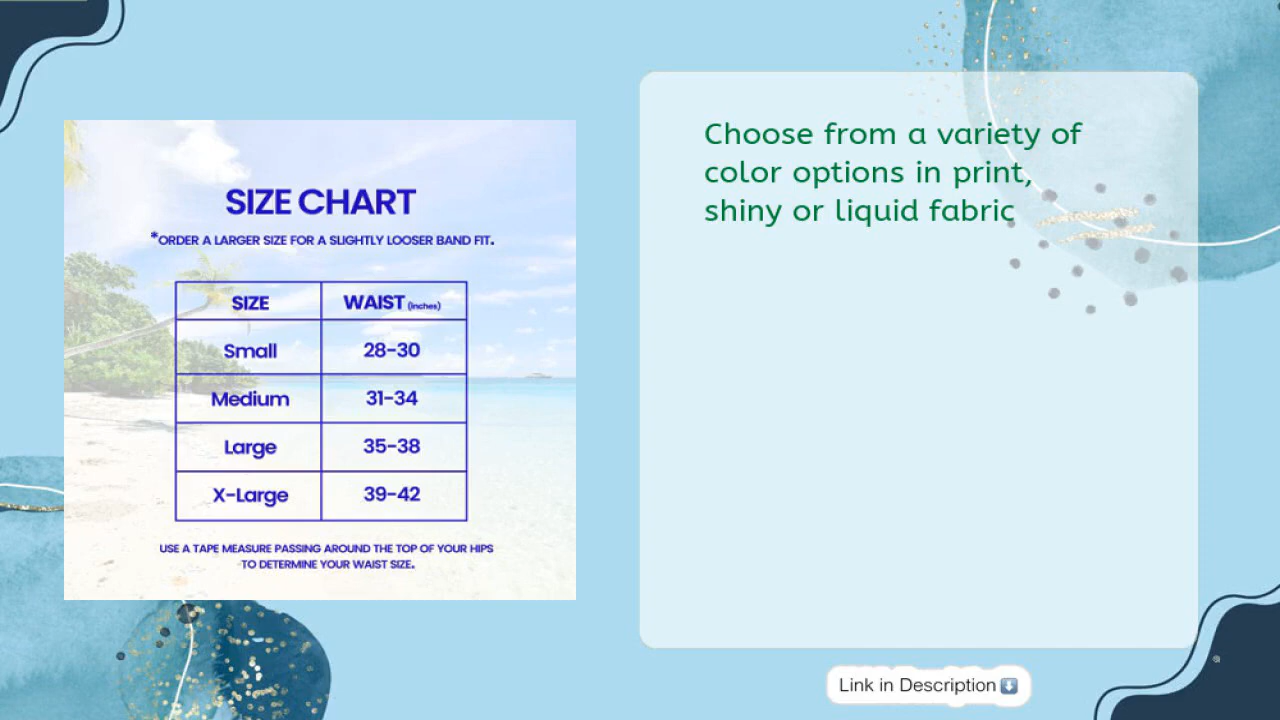 SIZE CHART
*ORDER A LARGER SIZE FOR A SLIGHTLY LOOSER BAND FIT.
SIZE WAIST (inches)
Small 28-30
Medium 31-34
Large 35-38
X-Large 39-42
USE A TAPE MEASURE PASSING AROUND THE TOP OF YOUR HIPS
TO DETERMINE YOUR WAIST SIZE.
Choose from a variety of
color options in print,
shiny or liquid fabric
Link in Description⬇️